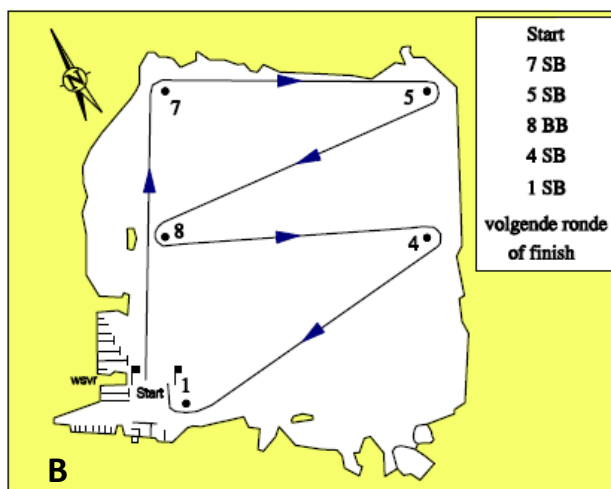 Start
7 SB
5 SB
8 BB
4 SB
1 SB
volgende ronde
of finish
N
7
5
8
4
wsvr
Start
1
B